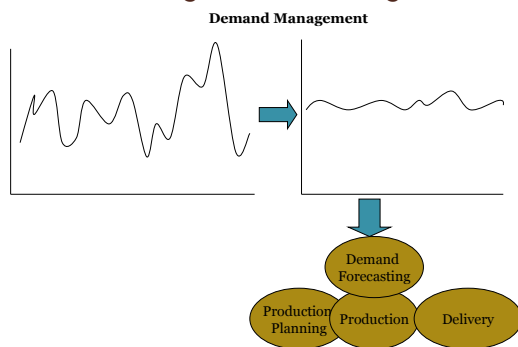 Demand Management
Demand
Forecasting
Production
Planning
Production
Delivery